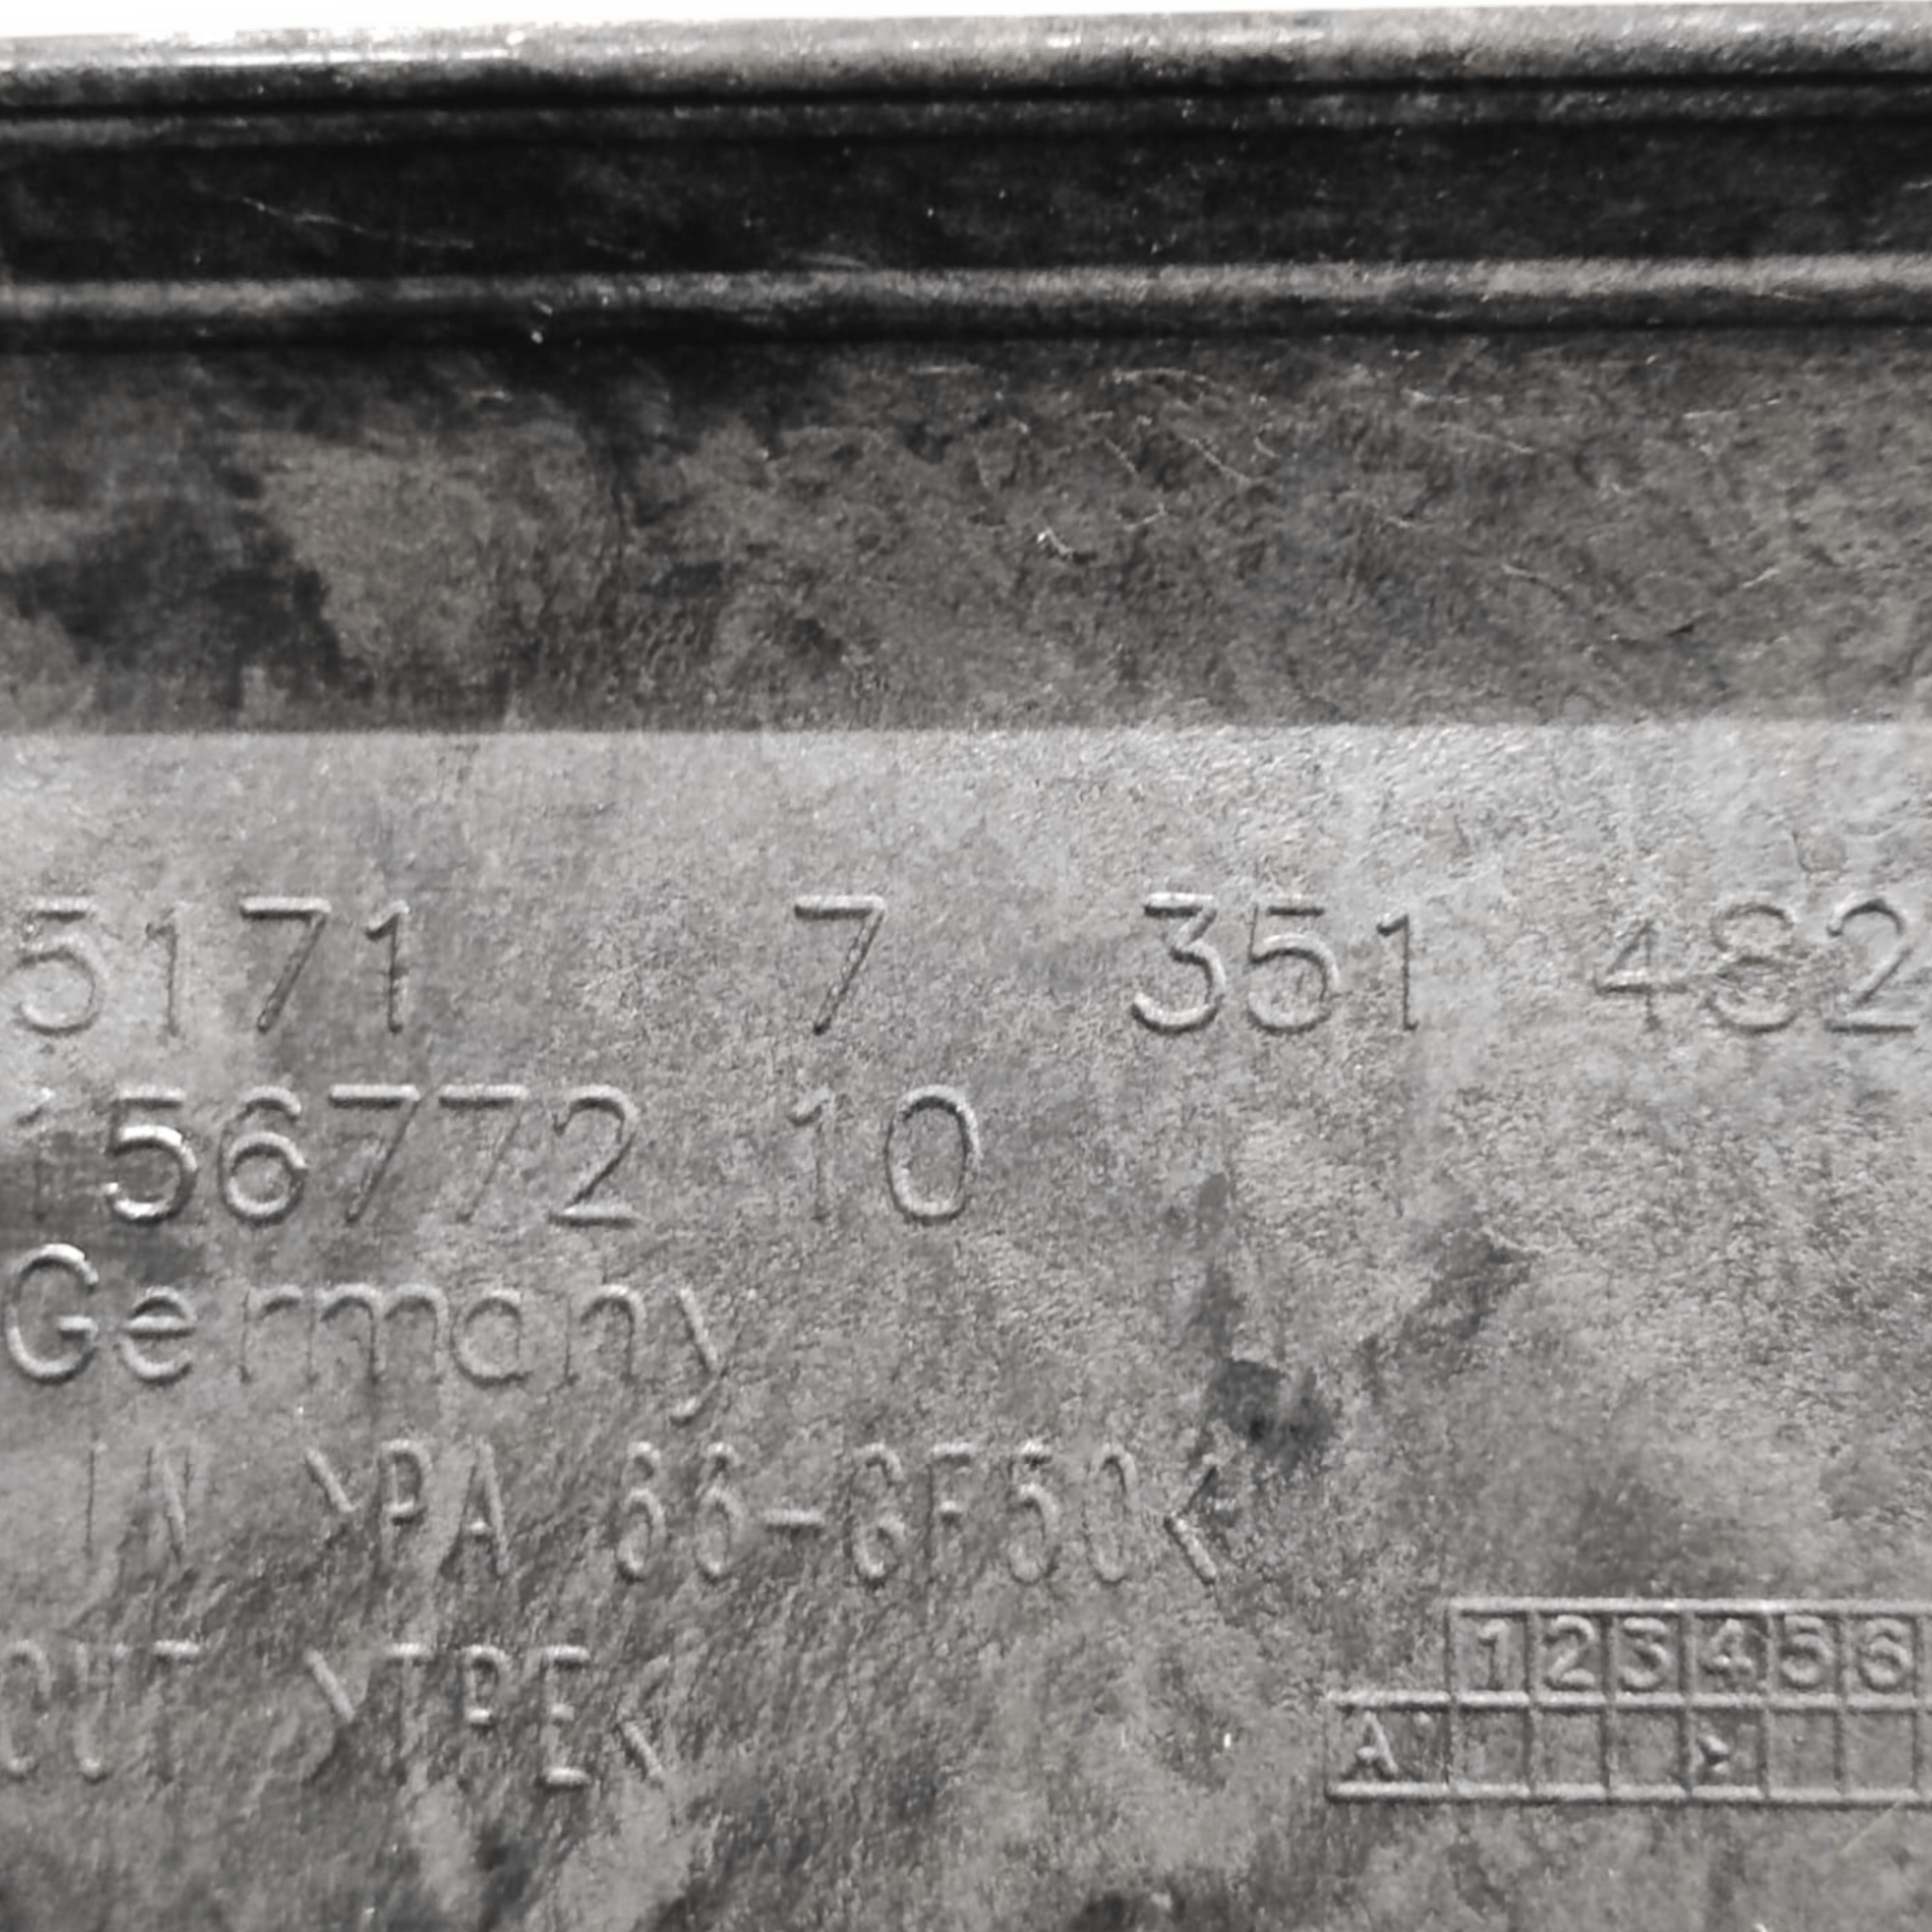 5171 7 351 482
156772 10
Germany
IN >PA 66-GF50<
OUT >TPE<
1 2 3 4 5 6
A